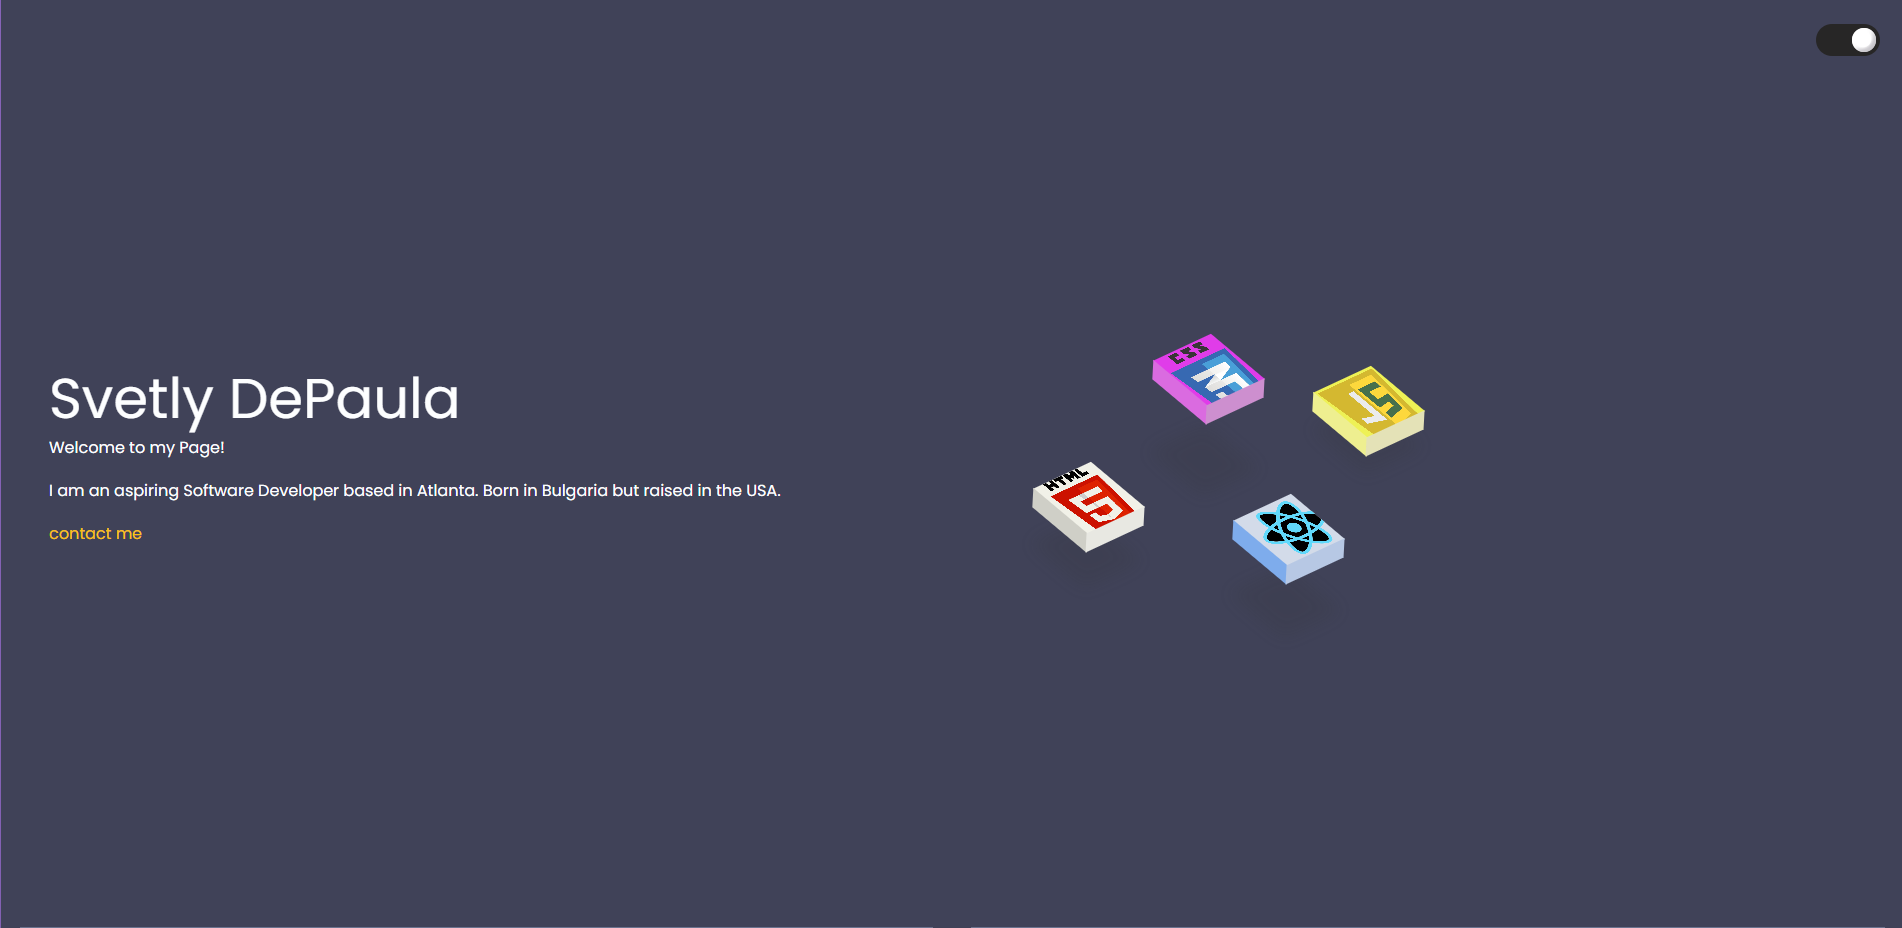 Svetly DePaula
Welcome to my Page!
I am an aspiring Software Developer based in Atlanta. Born in Bulgaria but raised in the USA.
contact me
HTML
5